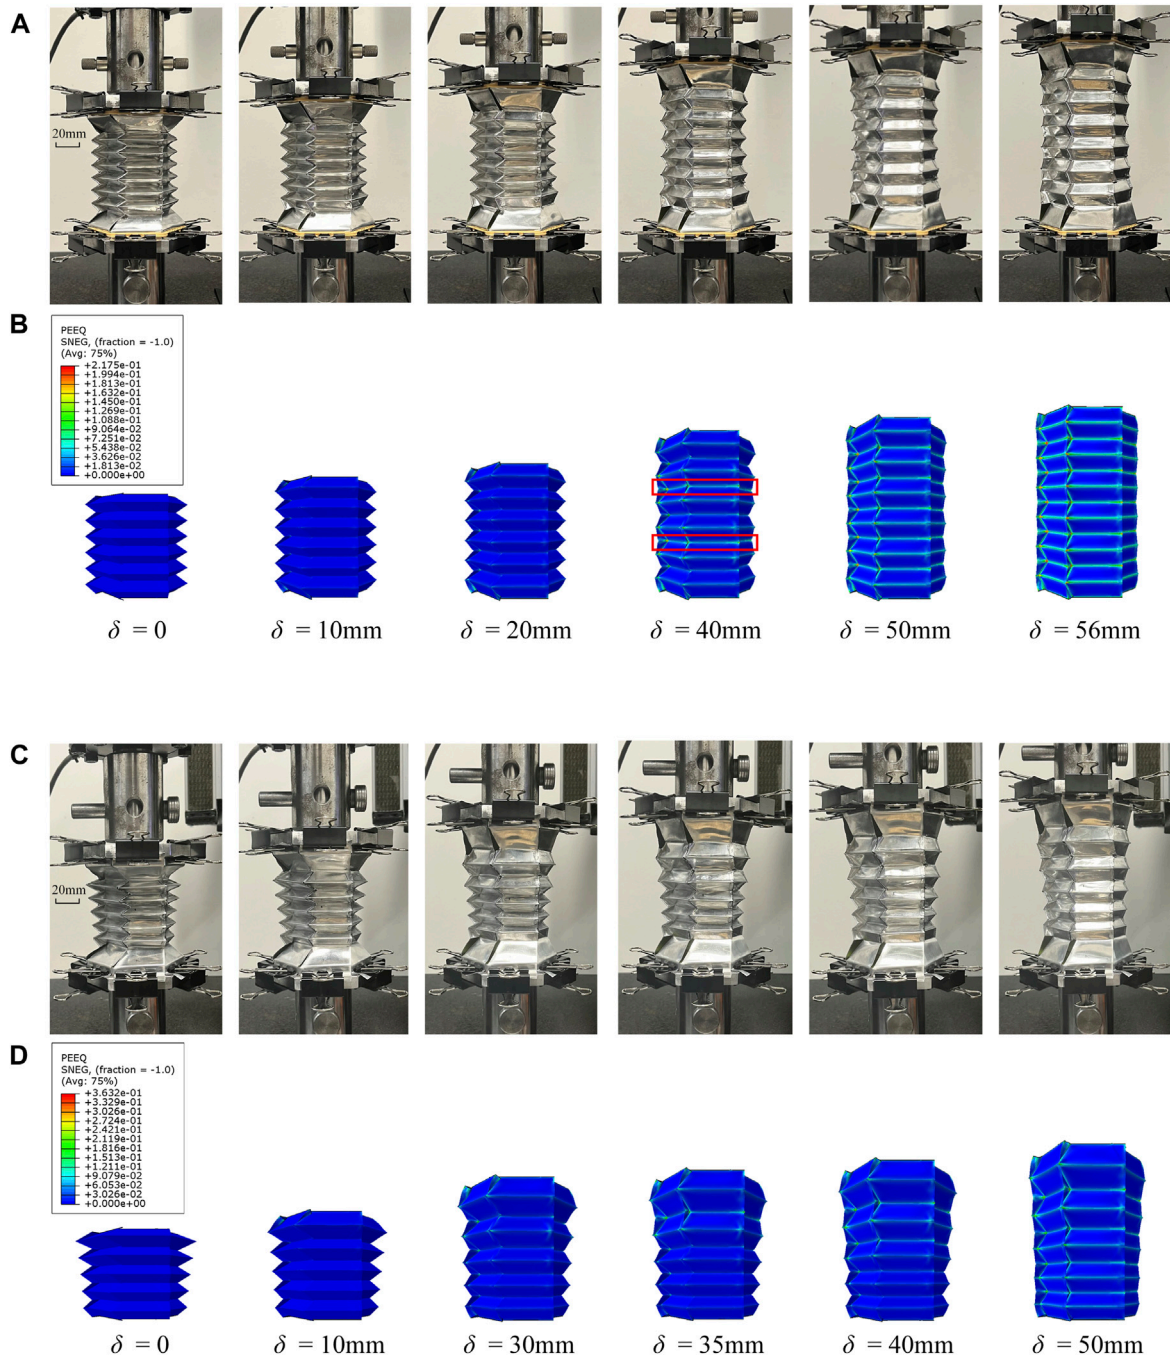 A
20mm
B
PEEQ
SNEG, (fraction = -1.0)
(Avg: 75%)
+2.175e-01
+1.994e-01
+1.813e-01
+1.632e-01
+1.450e-01
+1.269e-01
+1.088e-01
+9.064e-02
+7.251e-02
+5.438e-02
+3.626e-02
+1.813e-02
+0.000e+00
δ = 0
δ = 10mm
δ = 20mm
δ = 40mm
δ = 50mm
δ = 56mm
C
20mm
D
PEEQ
SNEG, (fraction = -1.0)
(Avg: 75%)
+3.632e-01
+3.329e-01
+3.026e-01
+2.724e-01
+2.421e-01
+2.119e-01
+1.816e-01
+1.513e-01
+1.211e-01
+9.079e-02
+6.053e-02
+3.026e-02
+0.000e+00
δ = 0
δ = 10mm
δ = 30mm
δ = 35mm
δ = 40mm
δ = 50mm